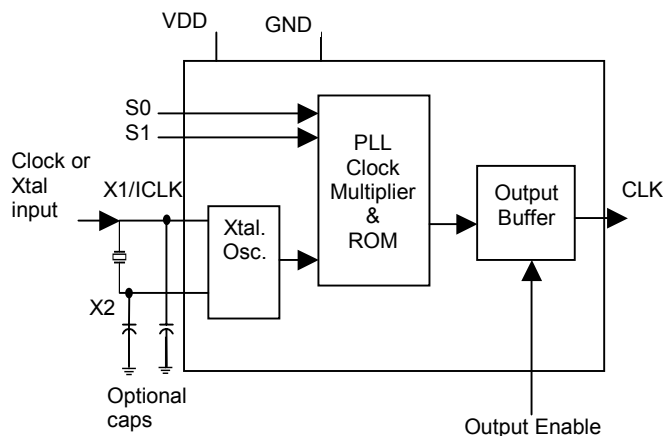 VDD
GND
S0
S1
PLL
Clock
Multiplier
&
ROM
Clock or
Xtal
input
X1/ICLK
Xtal.
Osc.
Output
Buffer
CLK
X2
Optional
caps
Output Enable